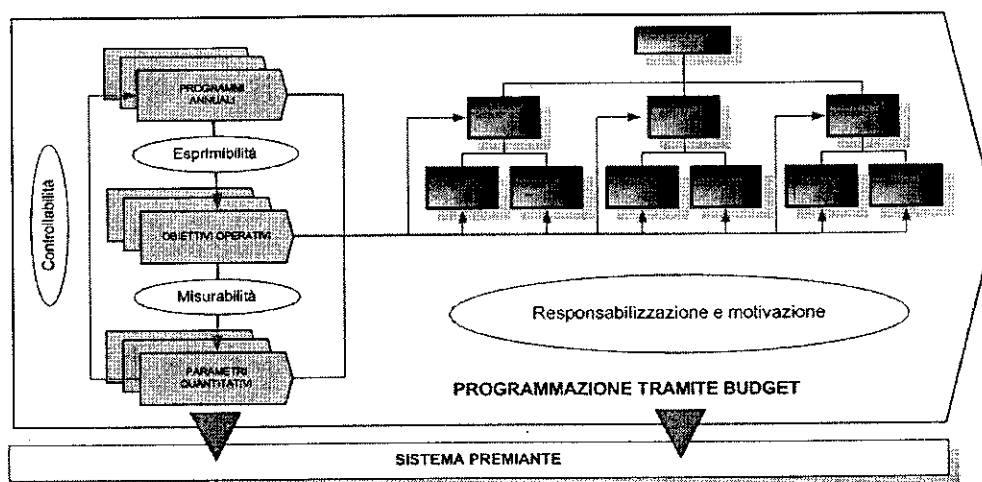 PROGRAMMI
ANNUALI
Esprimibilità
Controllabilità
OBIETTIVI OPERATIVI
Misurabilità
Responsabilizzazione e motivazione
PARAMETRI
QUANTITATIVI
PROGRAMMAZIONE TRAMITE BUDGET
SISTEMA PREMIANTE